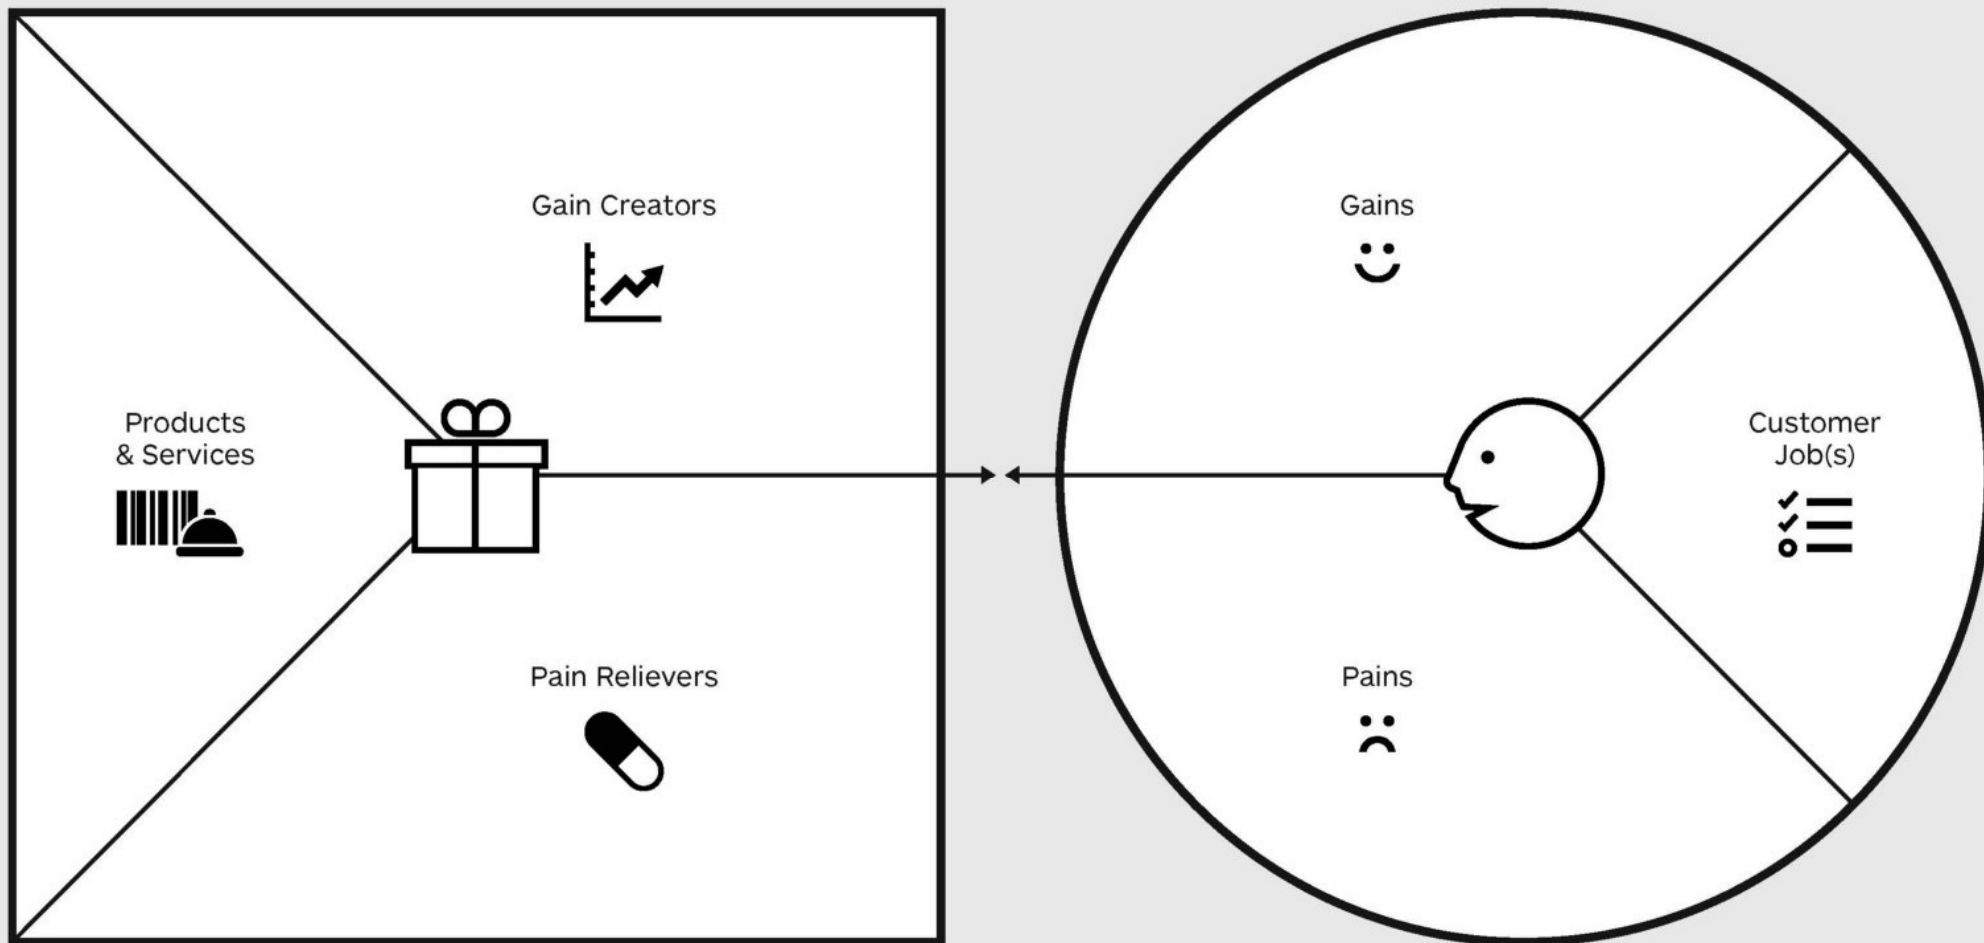 Gain Creators
Products
& Services
Pain Relievers
Gains
Customer
Job(s)
Pains